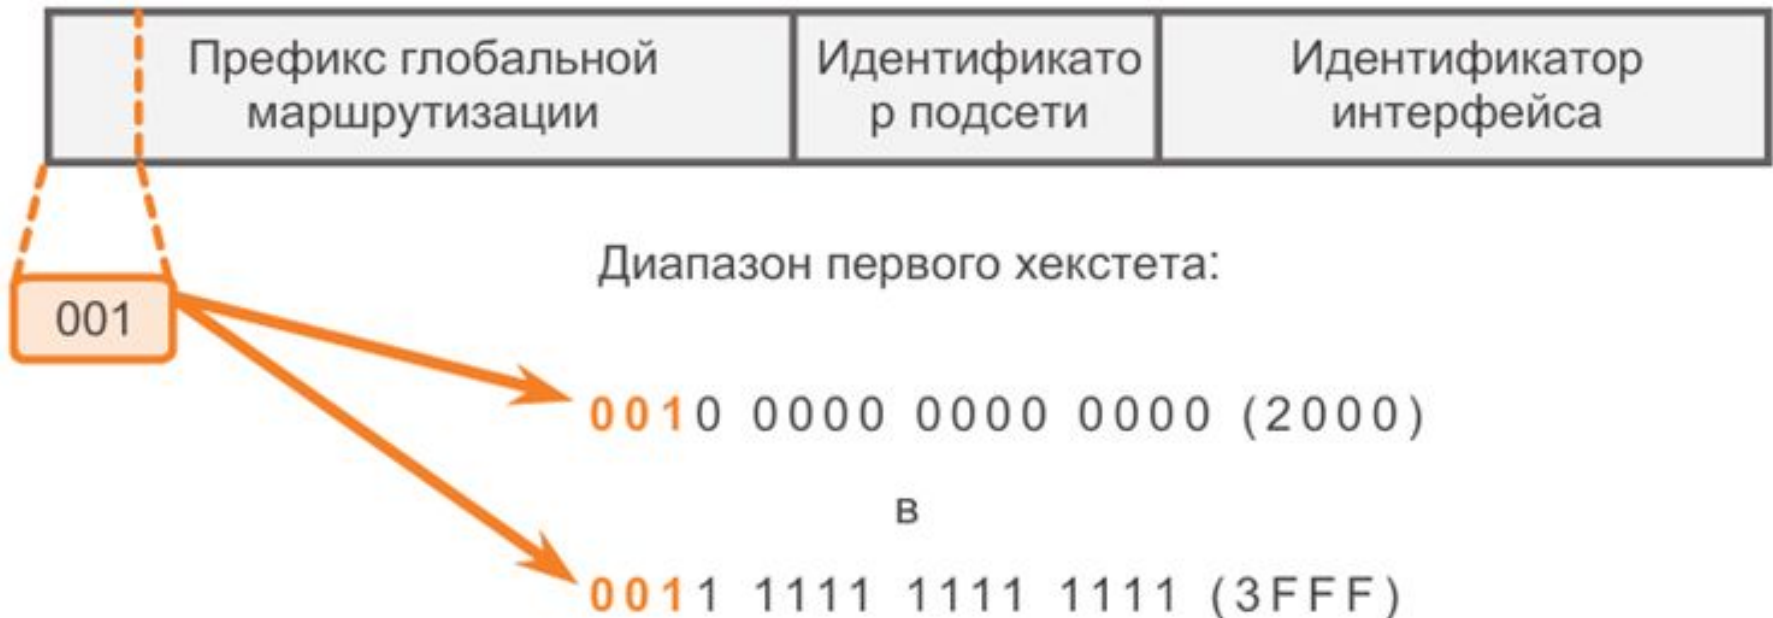 Префикс глобальной
маршрутизации
Идентификато
р подсети
Идентификатор
интерфейса
Диапазон первого хекстета:
001
0010 0000 0000 0000 (2000)
в
0011 1111 1111 1111 (3FFF)